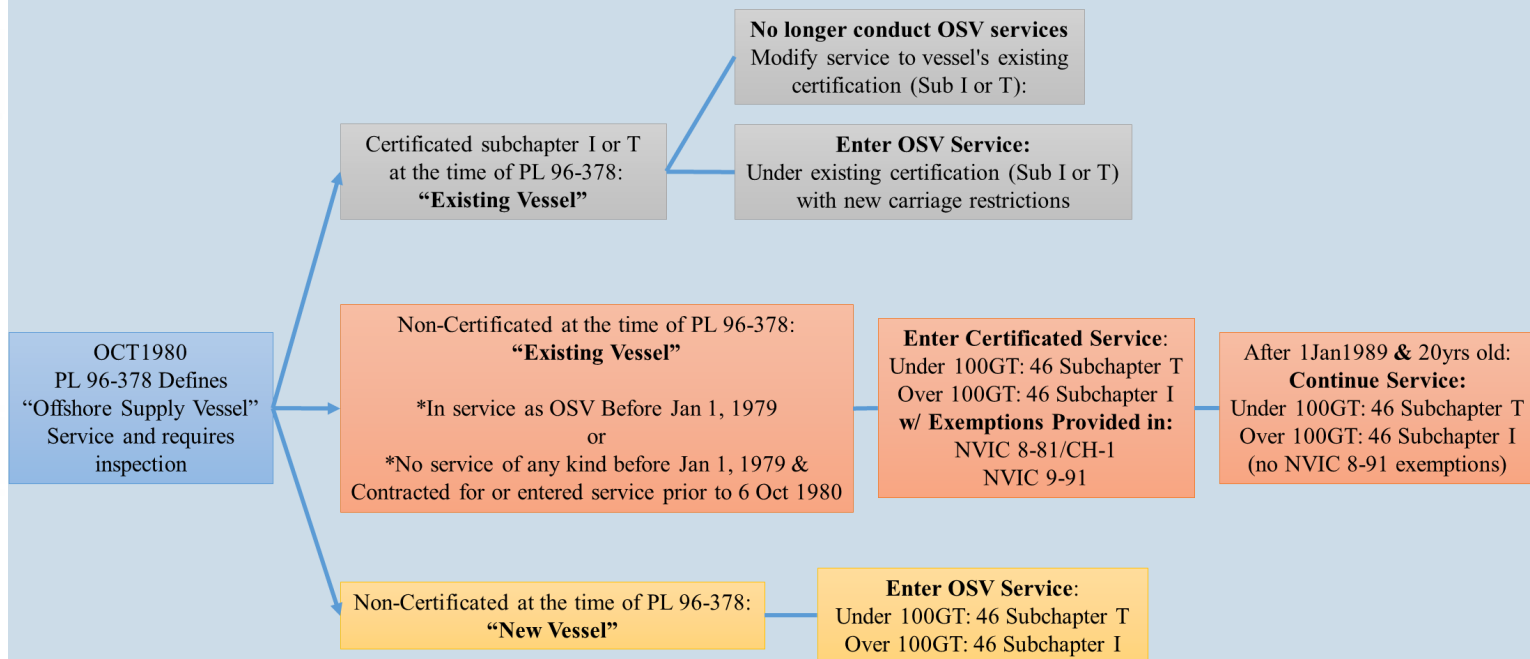 No longer conduct OSV services
Modify service to vessel's existing
certification (Sub I or T):
Certificated subchapter I or T
at the time of PL 96-378:
“Existing Vessel”
Enter OSV Service:
Under existing certification (Sub I or T)
with new carriage restrictions
OCT1980
PL 96-378 Defines
“Offshore Supply Vessel”
Service and requires
inspection
Non-Certificated at the time of PL 96-378:
“Existing Vessel”
*In service as OSV Before Jan 1, 1979
or
*No service of any kind before Jan 1, 1979 &
Contracted for or entered service prior to 6 Oct 1980
Enter Certificated Service:
Under 100GT: 46 Subchapter T
Over 100GT: 46 Subchapter I
w/ Exemptions Provided in:
NVIC 8-81/CH-1
NVIC 9-91
After 1Jan1989 & 20yrs old:
Continue Service:
Under 100GT: 46 Subchapter T
Over 100GT: 46 Subchapter I
(no NVIC 8-91 exemptions)
Non-Certificated at the time of PL 96-378:
“New Vessel”
Enter OSV Service:
Under 100GT: 46 Subchapter T
Over 100GT: 46 Subchapter I